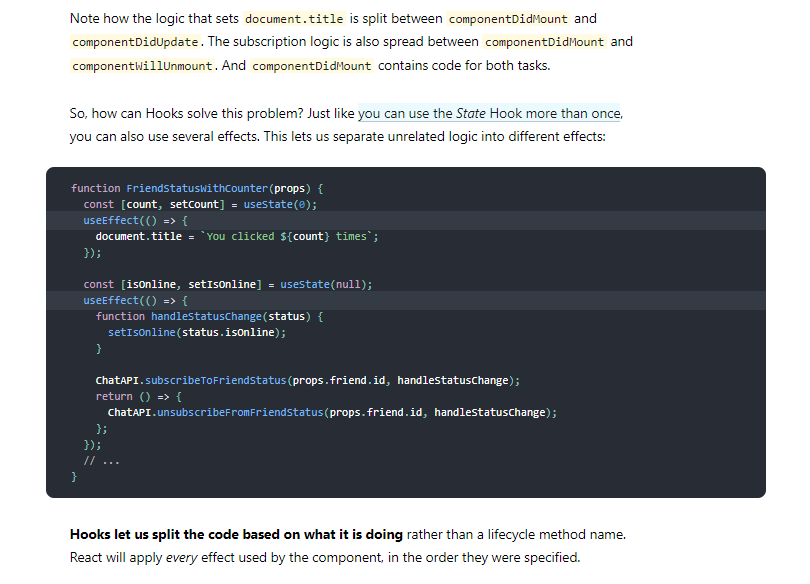 Note how the logic that sets document.title is split between componentDidMount and
componentDidUpdate. The subscription logic is also spread between componentDidMount and
componentWillUnmount. And componentDidMount contains code for both tasks.
So, how can Hooks solve this problem? Just like you can use the State Hook more than once,
you can also use several effects. This lets us separate unrelated logic into different effects:
function FriendStatusWithCounter(props) {
  const [count, setCount] = useState(0);
  useEffect(() => {
    document.title = `You clicked ${count} times`;
  });
  const [isOnline, setIsOnline] = useState(null);
  useEffect(() => {
    function handleStatusChange(status) {
      setIsOnline(status.isOnline);
    }
    ChatAPI.subscribeToFriendStatus(props.friend.id, handleStatusChange);
    return () => {
      ChatAPI.unsubscribeFromFriendStatus(props.friend.id, handleStatusChange);
    };
  });
  // ...
}
Hooks let us split the code based on what it is doing rather than a lifecycle method name.
React will apply every effect used by the component, in the order they were specified.